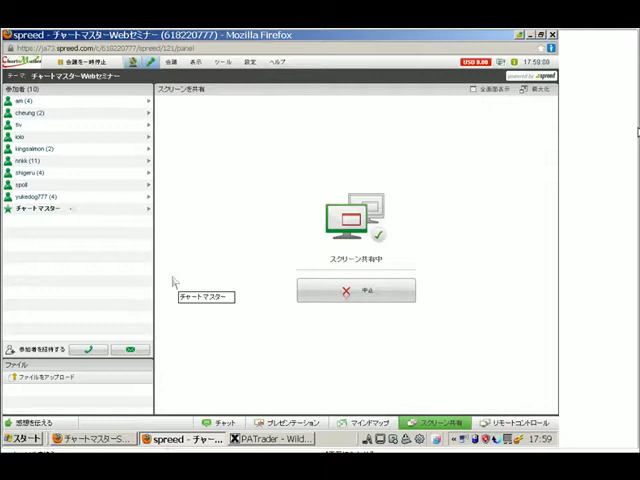 spreed - チャートマスターWebセミナー (618220777) - Mozilla Firefox
https://ja73.spreed.com/c/618220777/spreed/121/panel
会議を一時停止
会議
表示
ツール
設定
ヘルプ
USD 0.00
17:59:00
テーマ: チャートマスターWebセミナー
powered by spreed
参加者 (10)
スクリーンを共有
全画面表示
最大化
am (4)
cheung (2)
sv
iolo
kingsalmon (2)
nnkk (11)
shigeru (4)
spoll
yukedog777 (4)
チャートマスター
スクリーン共有中
中止
チャートマスター
参加者を招待する
ファイル
ファイルをアップロード
感想を伝える
チャット
プレゼンテーション
マインドマップ
スクリーン共有
リモートコントロール
スタート
チャートマスターS...
spreed - チャー...
PATrader - Wild...
17:59